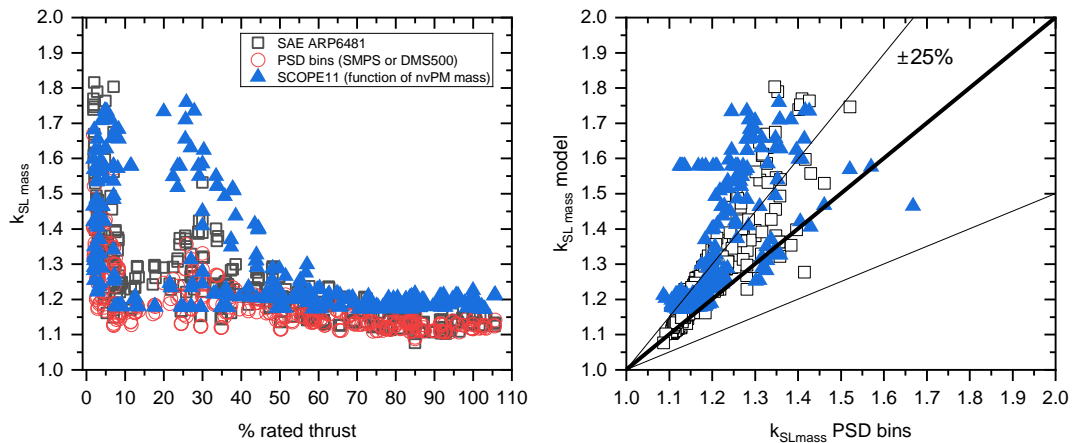 2.0
1.9
1.8
1.7
1.6
1.5
1.4
1.3
1.2
1.1
1.0
k_SL mass
0 10 20 30 40 50 60 70 80 90 100 110
% rated thrust
SAE ARP6481
PSD bins (SMPS or DMS500)
SCOPE11 (function of nvPM mass)
2.0
1.9
1.8
1.7
1.6
1.5
1.4
1.3
1.2
1.1
1.0
k_SL mass model
±25%
1.0 1.1 1.2 1.3 1.4 1.5 1.6 1.7 1.8 1.9 2.0
k_SLmass PSD bins